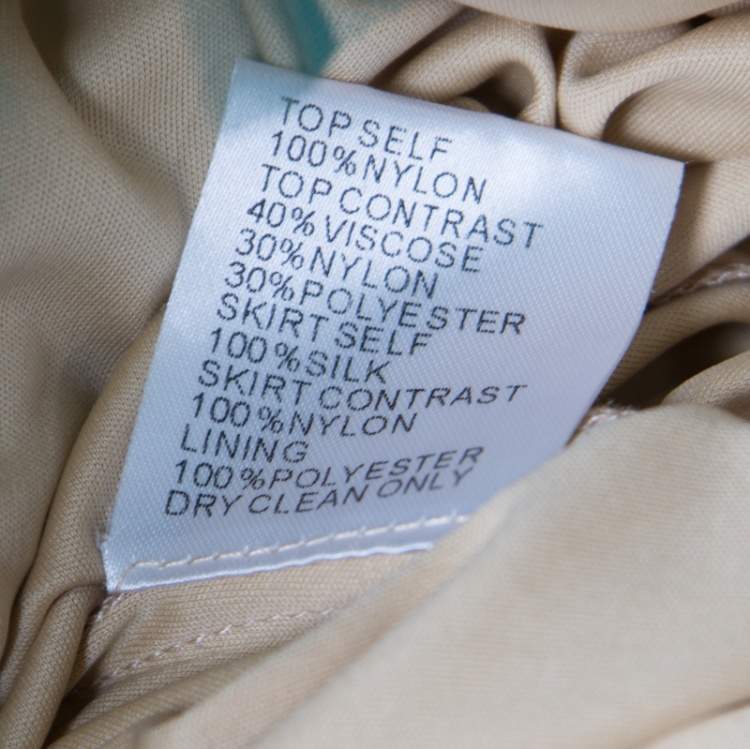 TOP SELF
100%NYLON
TOP CONTRAST
40%VISCOSE
30%NYLON
30%POLYESTER
SKIRT SELF
100%SILK
SKIRT CONTRAST
100%NYLON
LINING
100%POLYESTER
DRY CLEAN ONLY